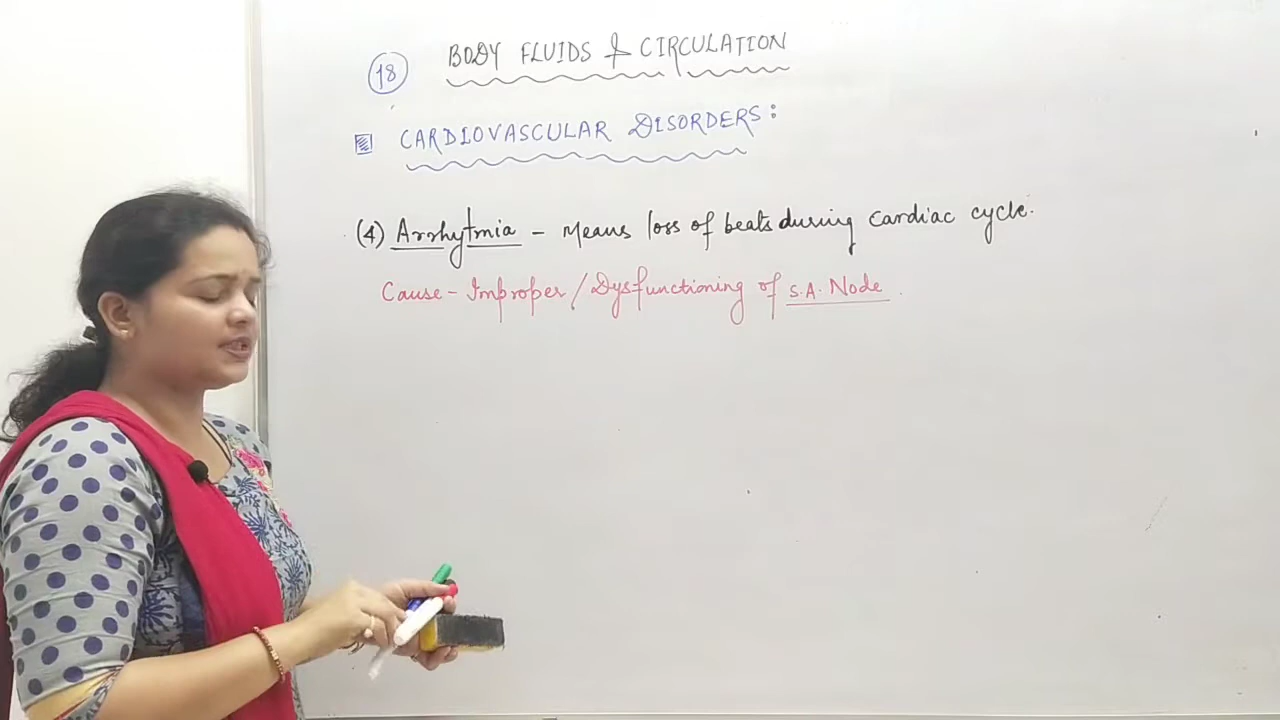 18 BODY FLUIDS & CIRCULATION
CARDIOVASCULAR DISORDERS:
(4) Arrhytmia - Means loss of beats during cardiac cycle.
Cause - Improper / Dysfunctioning of S.A. Node.